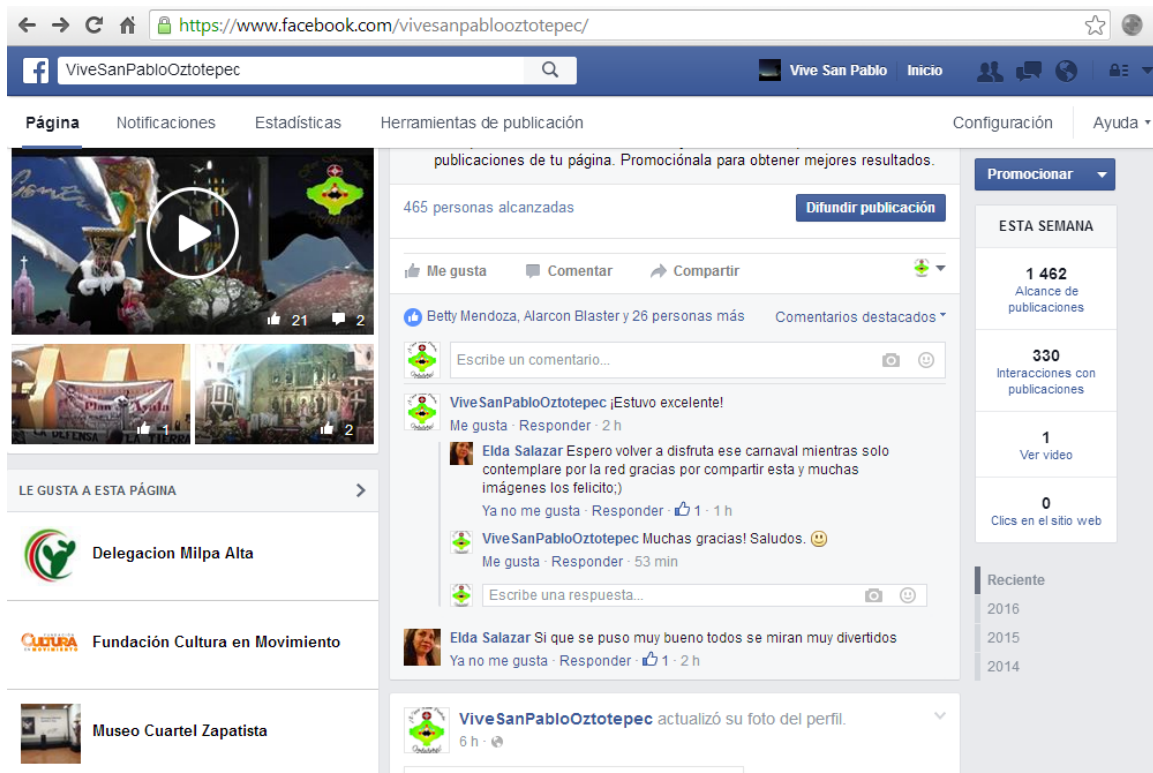 https://www.facebook.com/vivesanpablooztotepec/
ViveSanPabloOztotepec
Vive San Pablo
Inicio
Página
Notificaciones
Estadísticas
Herramientas de publicación
Configuración
Ayuda
21
2
Plan Ayala
LA DEFENSA LA TIERRA
1
2
LE GUSTA A ESTA PÁGINA
Delegacion Milpa Alta
CULTURA
Fundación Cultura en Movimiento
Museo Cuartel Zapatista
publicaciones de tu página. Promociónala para obtener mejores resultados.
465 personas alcanzadas
Difundir publicación
Me gusta
Comentar
Compartir
Betty Mendoza, Alarcon Blaster y 26 personas más
Comentarios destacados
Escribe un comentario...
ViveSanPabloOztotepec ¡Estuvo excelente!
Me gusta · Responder · 2 h
Elda Salazar Espero volver a disfruta ese carnaval mientras solo
contemplare por la red gracias por compartir esta y muchas
imágenes los felicito;)
Ya no me gusta · Responder · 1 · 1 h
ViveSanPabloOztotepec Muchas gracias! Saludos.
Me gusta · Responder · 53 min
Escribe una respuesta...
Elda Salazar Si que se puso muy bueno todos se miran muy divertidos
Ya no me gusta · Responder · 1 · 2 h
ViveSanPabloOztotepec actualizó su foto del perfil.
6 h ·
Promocionar
ESTA SEMANA
1 462
Alcance de
publicaciones
330
Interacciones con
publicaciones
1
Ver video
0
Clics en el sitio web
Reciente
2016
2015
2014